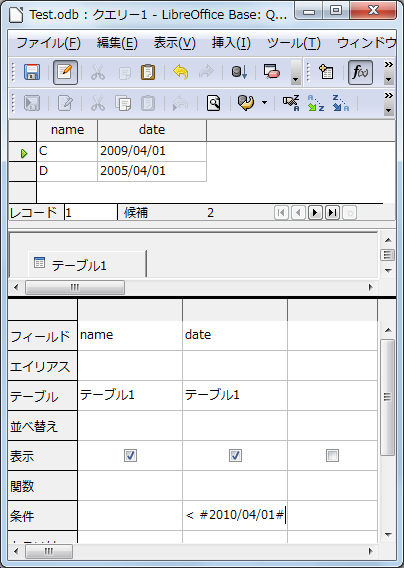 Test.odb : クエリー1 - LibreOffice Base: Q...
ファイル(F) 編集(E) 表示(V) 挿入(I) ツール(T) ウィンドウ
name date
C 2009/04/01
D 2005/04/01
レコード 1 候補 2
テーブル1
フィールド name date
エイリアス
テーブル テーブル1 テーブル1
並べ替え
表示
関数
条件 < #2010/04/01#